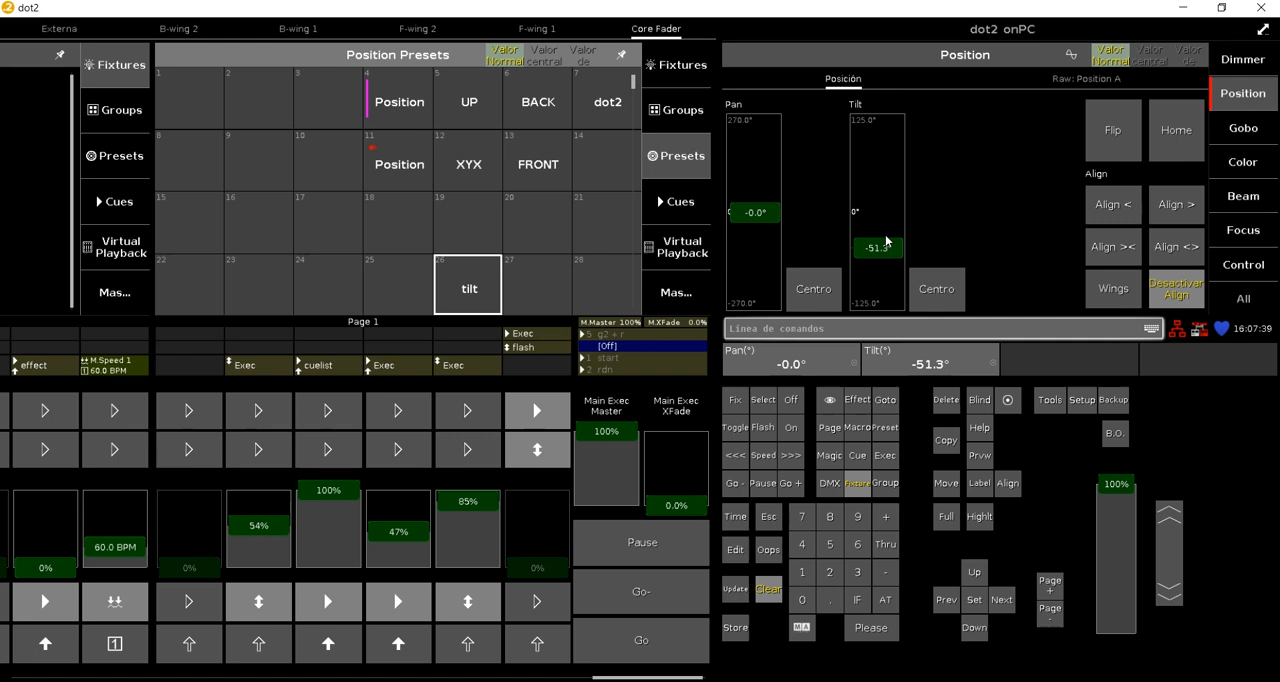 dot2
Externa
B-wing 2
B-wing 1
F-wing 2
F-wing 1
Core Fader
dot2 onPC
Fixtures
Groups
Presets
Cues
Virtual
Playback
Mas...
Position Presets
Valor
Normal
Valor
central
Valor
de
1
2
3
4
Position
5
UP
6
BACK
7
dot2
8
9
10
11
Position
12
XYX
13
FRONT
14
15
16
17
18
19
20
21
22
23
24
25
26
tilt
27
28
Fixtures
Groups
Presets
Cues
Virtual
Playback
Mas...
Position
Valor
Normal
Valor
central
Valor
de
Posición
Raw: Position A
Pan
270.0°
0
-0.0°
-270.0°
Centro
Tilt
125.0°
0°
-51.3°
-125.0°
Centro
Flip
Home
Align
Align <
Align >
Align ><
Align <>
Wings
Desactivar
Align
Dimmer
Position
Gobo
Color
Beam
Focus
Control
All
Línea de comandos
16:07:39
Pan(°)
-0.0°
Tilt(°)
-51.3°
Page 1
Exec
flash
effect
M.Speed 1
60.0 BPM
Exec
cuelist
Exec
Exec
M.Master 100%
M.XFade 0.0%
5 g2 + r
[Off]
1 start
2 rdn
Main Exec
Master
100%
Main Exec
XFade
0.0%
0%
60.0 BPM
0%
54%
100%
47%
85%
0%
Pause
Go-
Go
1
Fix
Select
Off
Toggle
Flash
On
<<<
Speed
>>>
Go -
Pause
Go +
Effect
Goto
Page
Macro
Preset
Magic
Cue
Exec
DMX
Fixture
Group
Delete
Blind
Help
Copy
Prvw
Move
Label
Align
Tools
Setup
Backup
B.O.
Time
Esc
7
8
9
+
Full
Highlt
Edit
Oops
4
5
6
Thru
Update
Clear
1
2
3
-
Store
0
.
IF
AT
MA
Please
Up
Prev
Set
Next
Down
Page
+
Page
-
100%